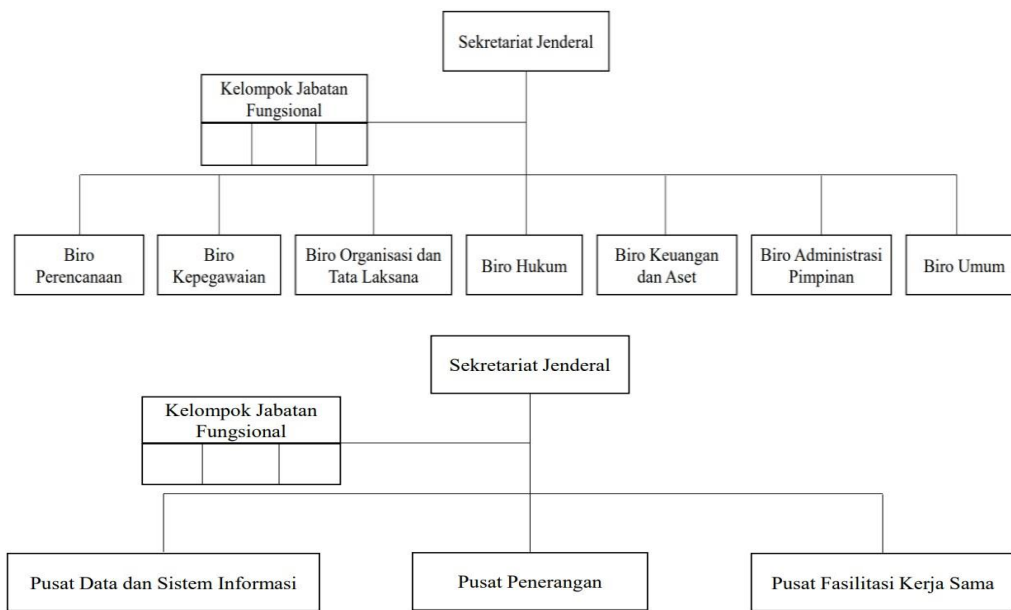 Sekretariat Jenderal
Kelompok Jabatan
Fungsional
Biro
Perencanaan
Biro
Kepegawaian
Biro Organisasi dan
Tata Laksana
Biro Hukum
Biro Keuangan
dan Aset
Biro Administrasi
Pimpinan
Biro Umum
Sekretariat Jenderal
Kelompok Jabatan
Fungsional
Pusat Data dan Sistem Informasi
Pusat Penerangan
Pusat Fasilitasi Kerja Sama